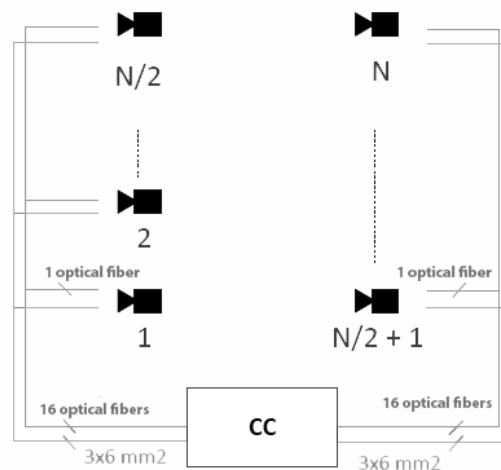 N/2
N
2
1 optical fiber
1 optical fiber
1
N/2 + 1
16 optical fibers
CC
16 optical fibers
3x6 mm2
3x6 mm2